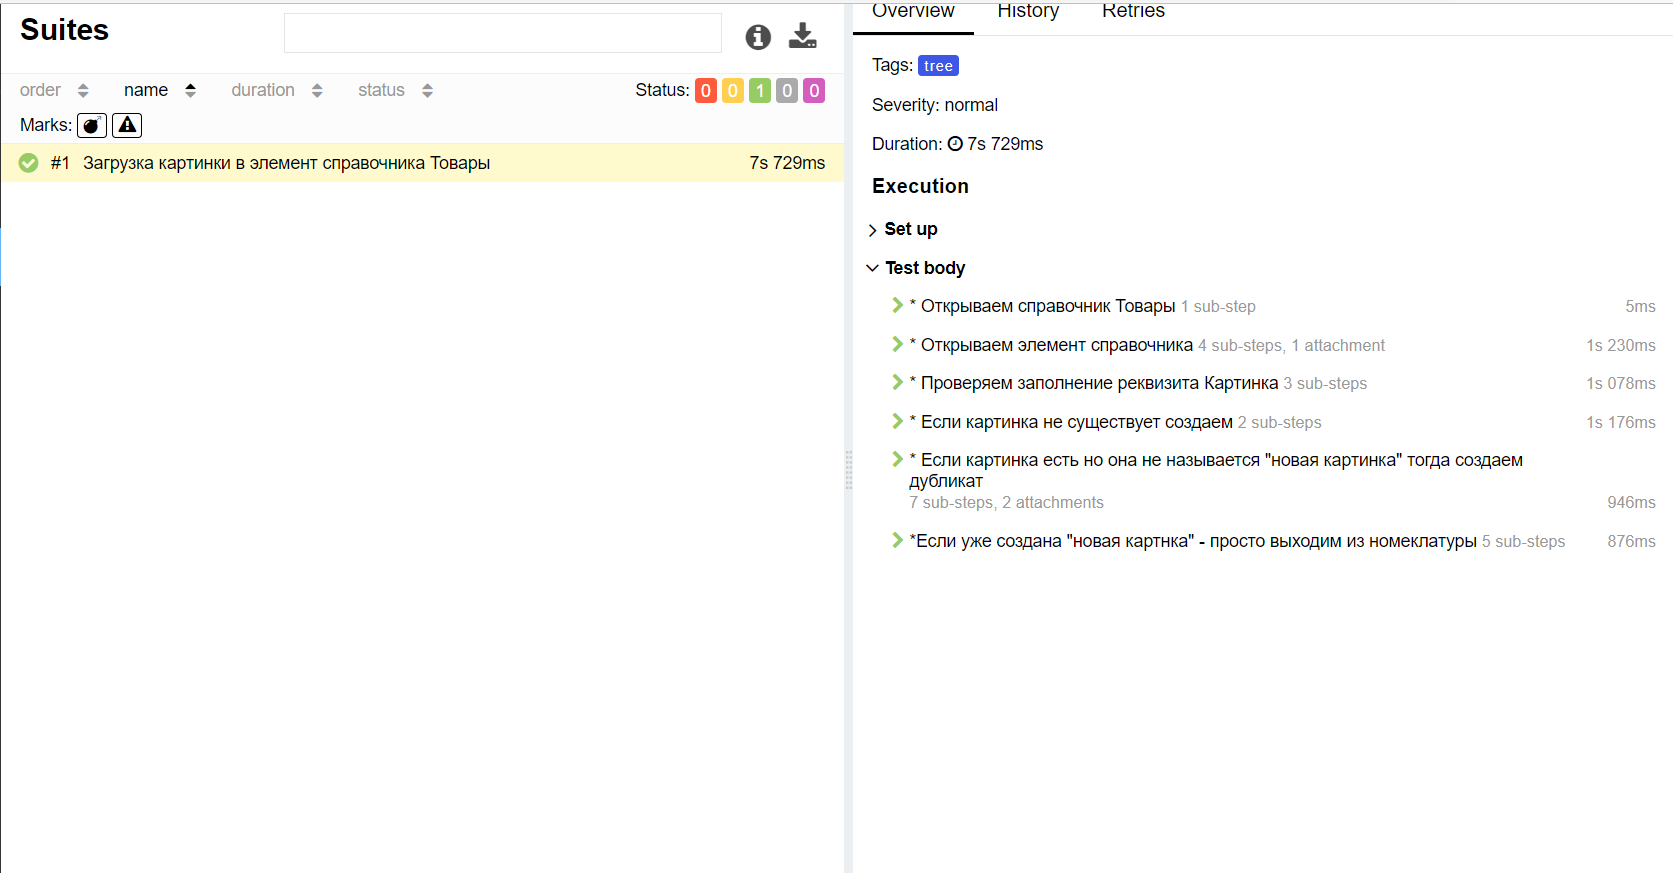 Suites
order name duration status Status: 0 0 1 0 0
Marks:
#1 Загрузка картинки в элемент справочника Товары 7s 729ms
Overview History Retries
Tags: tree
Severity: normal
Duration: 7s 729ms
Execution
Set up
Test body
* Открываем справочник Товары 1 sub-step 5ms
* Открываем элемент справочника 4 sub-steps, 1 attachment 1s 230ms
* Проверяем заполнение реквизита Картинка 3 sub-steps 1s 078ms
* Если картинка не существует создаем 2 sub-steps 1s 176ms
* Если картинка есть но она не называется "новая картинка" тогда создаем
дубликат
7 sub-steps, 2 attachments 946ms
*Если уже создана "новая картнка" - просто выходим из номеклатуры 5 sub-steps 876ms